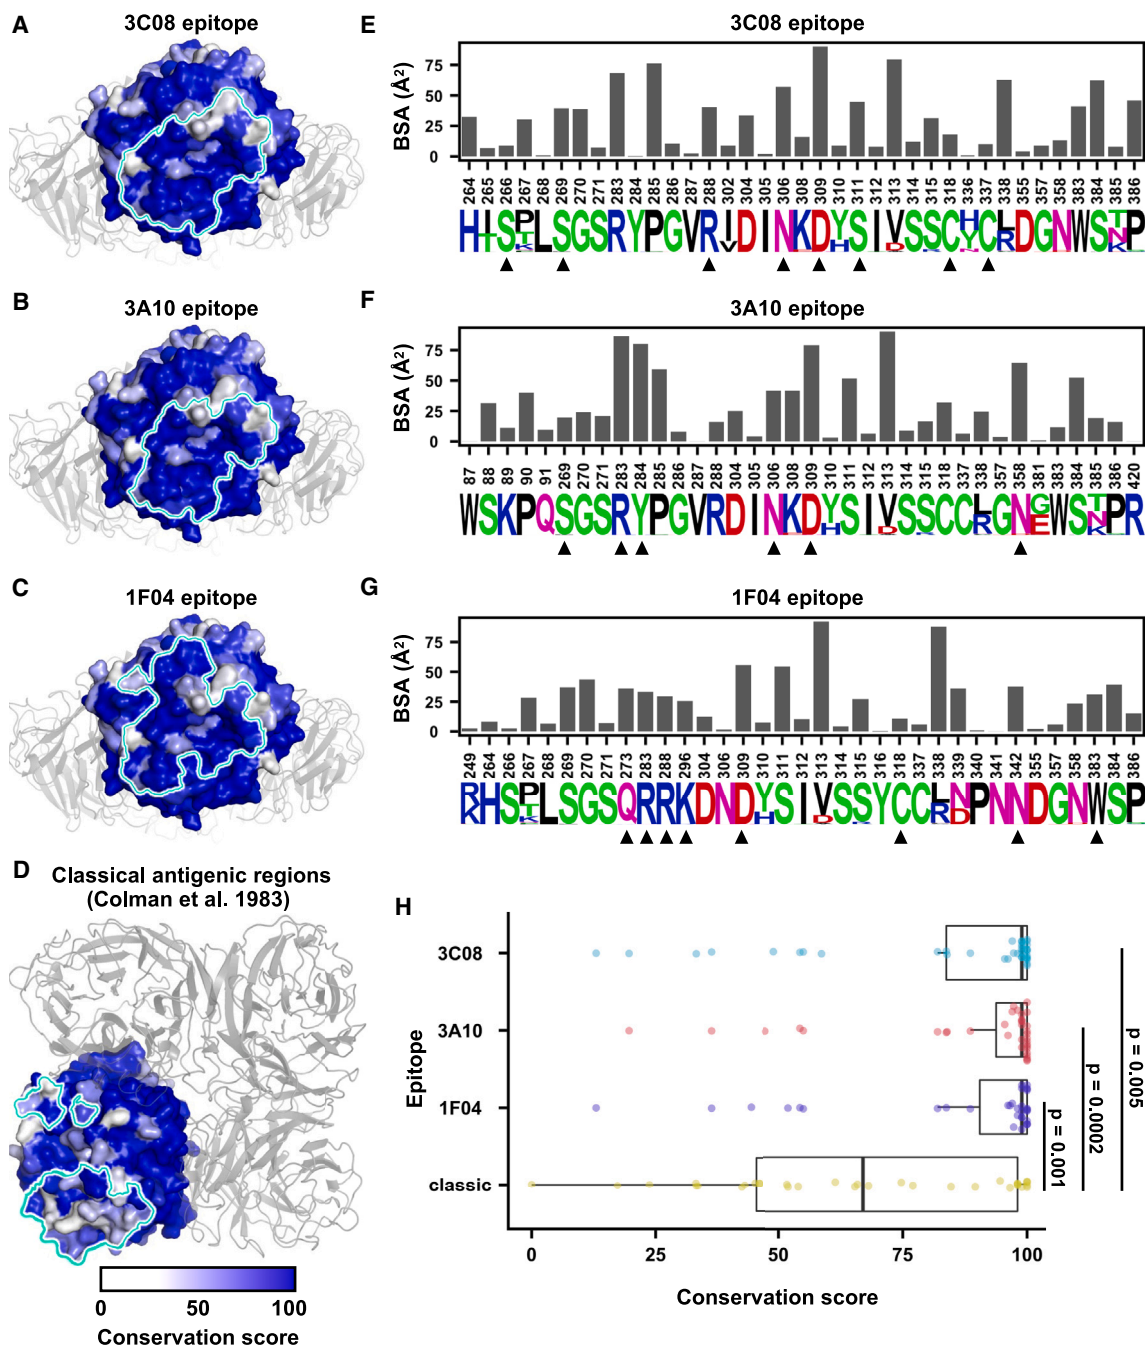 A
3C08 epitope
B
3A10 epitope
C
1F04 epitope
D
Classical antigenic regions
(Colman et al. 1983)
0
50
100
Conservation score
E
3C08 epitope
BSA (Å²)
75
50
25
0
264 265 266 267 268 269 270 271 283 284 285 286 287 288 302 304 305 306 308 309 310 311 312 313 314 315 318 336 337 338 355 357 358 383 384 385 386
F
3A10 epitope
BSA (Å²)
75
50
25
0
87 88 89 90 91 269 270 271 283 284 285 286 287 288 304 305 306 308 309 310 311 312 313 314 315 318 337 338 357 358 381 383 384 385 386 420
G
1F04 epitope
BSA (Å²)
75
50
25
0
249 264 266 267 268 269 270 271 273 283 288 296 304 306 309 310 311 312 313 314 315 316 318 337 338 339 340 341 342 355 357 358 383 384 386
H
Epitope
3C08
3A10
1F04
classic
p = 0.001
p = 0.0002
p = 0.005
0
25
50
75
100
Conservation score